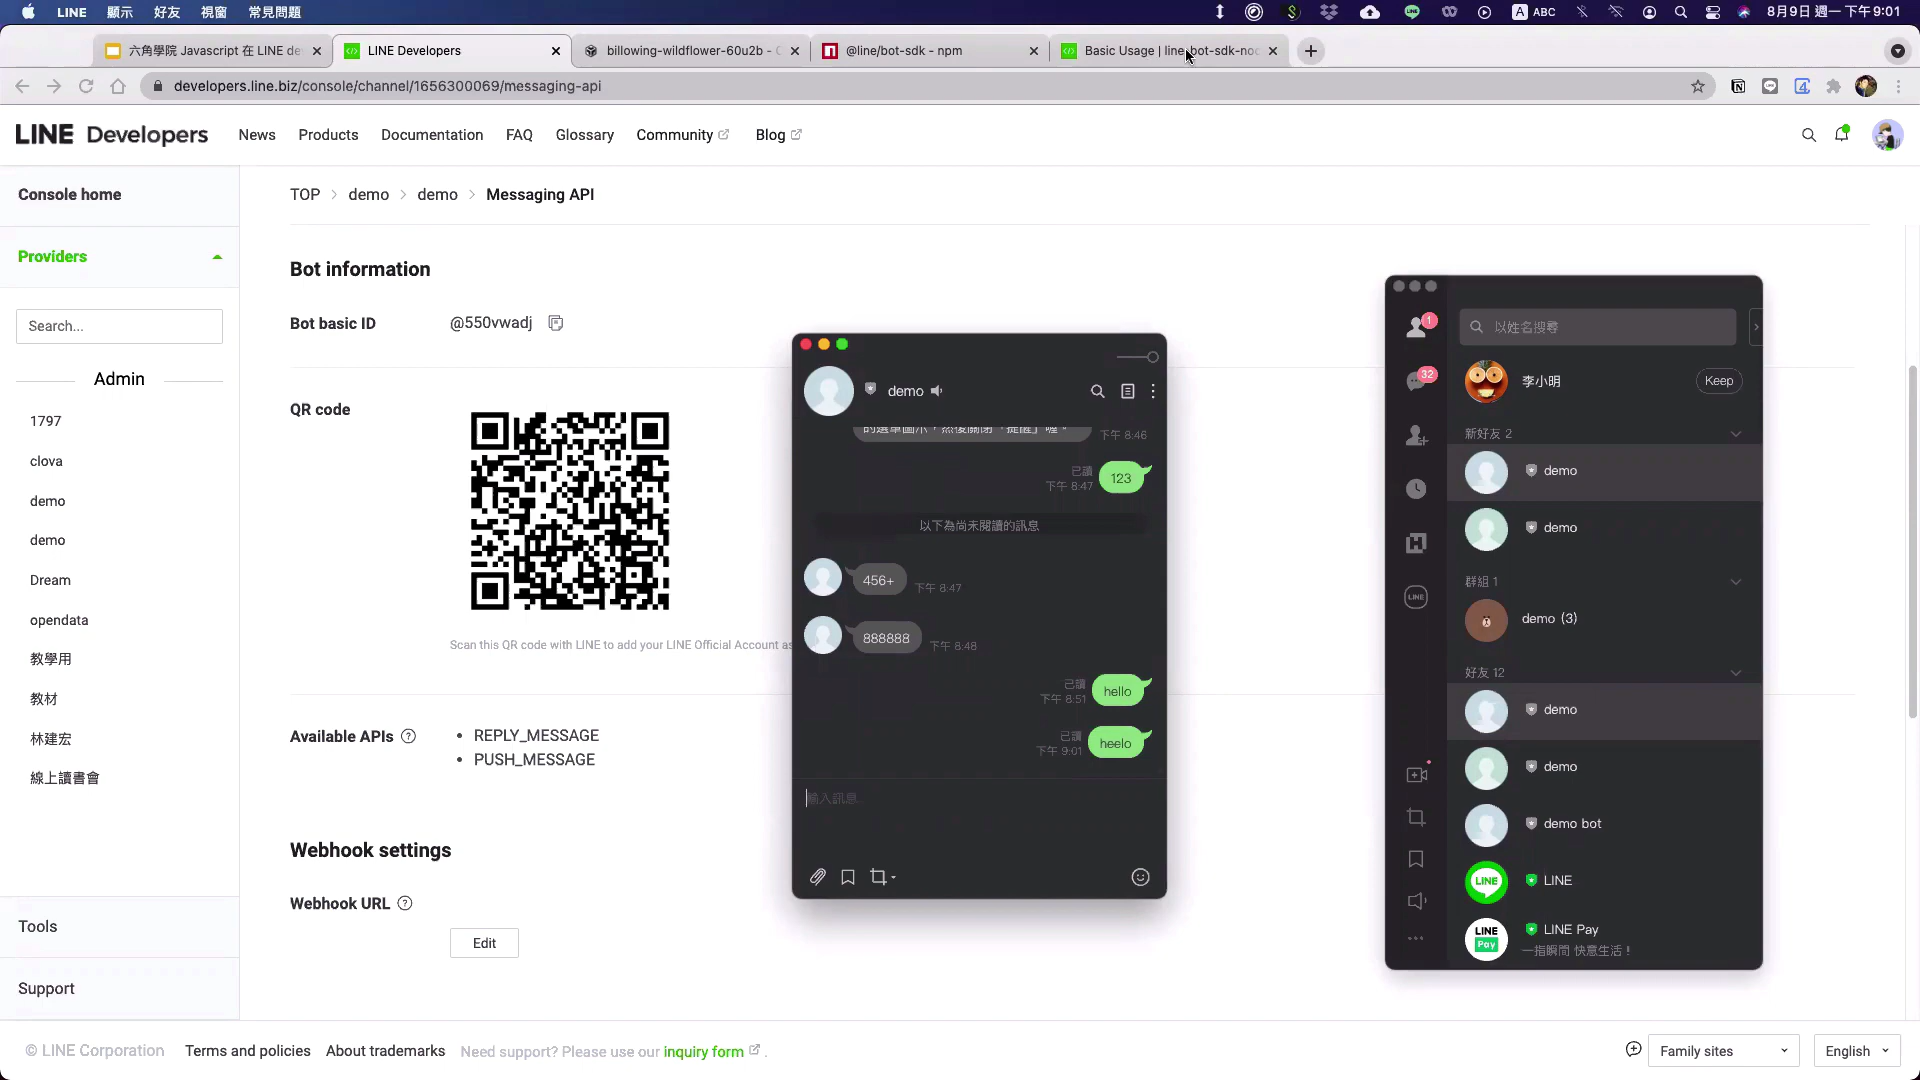 LINE 顯示 好友 視窗 常見問題
A ABC 8月9日 週一 下午9:01
六角學院 Javascript 在 LINE de
LINE Developers
billowing-wildflower-60u2b - C
@line/bot-sdk - npm
Basic Usage | line-bot-sdk-noc
developers.line.biz/console/channel/1656300069/messaging-api
LINE Developers News Products Documentation FAQ Glossary Community Blog
Console home
Providers
Search...
Admin
1797
clova
demo
demo
Dream
opendata
教學用
教材
林建宏
線上讀書會
Tools
Support
TOP > demo > demo > Messaging API
Bot information
Bot basic ID @550vwadj
QR code
Scan this QR code with LINE to add your LINE Official Account as
Available APIs
• REPLY_MESSAGE
• PUSH_MESSAGE
Webhook settings
Webhook URL
Edit
demo
下午 8:46
已讀
下午 8:47
123
以下為尚未閱讀的訊息
456+
下午 8:47
888888
下午 8:48
已讀
下午 8:51
hello
已讀
下午 9:01
heelo
輸入訊息
1
32
以姓名搜尋
李小明
Keep
新好友 2
demo
demo
群組 1
demo (3)
好友 12
demo
demo
demo bot
LINE
LINE
LINE Pay
LINE Pay
一指瞬間 快意生活！
LINE
© LINE Corporation Terms and policies About trademarks Need support? Please use our inquiry form .
Family sites
English